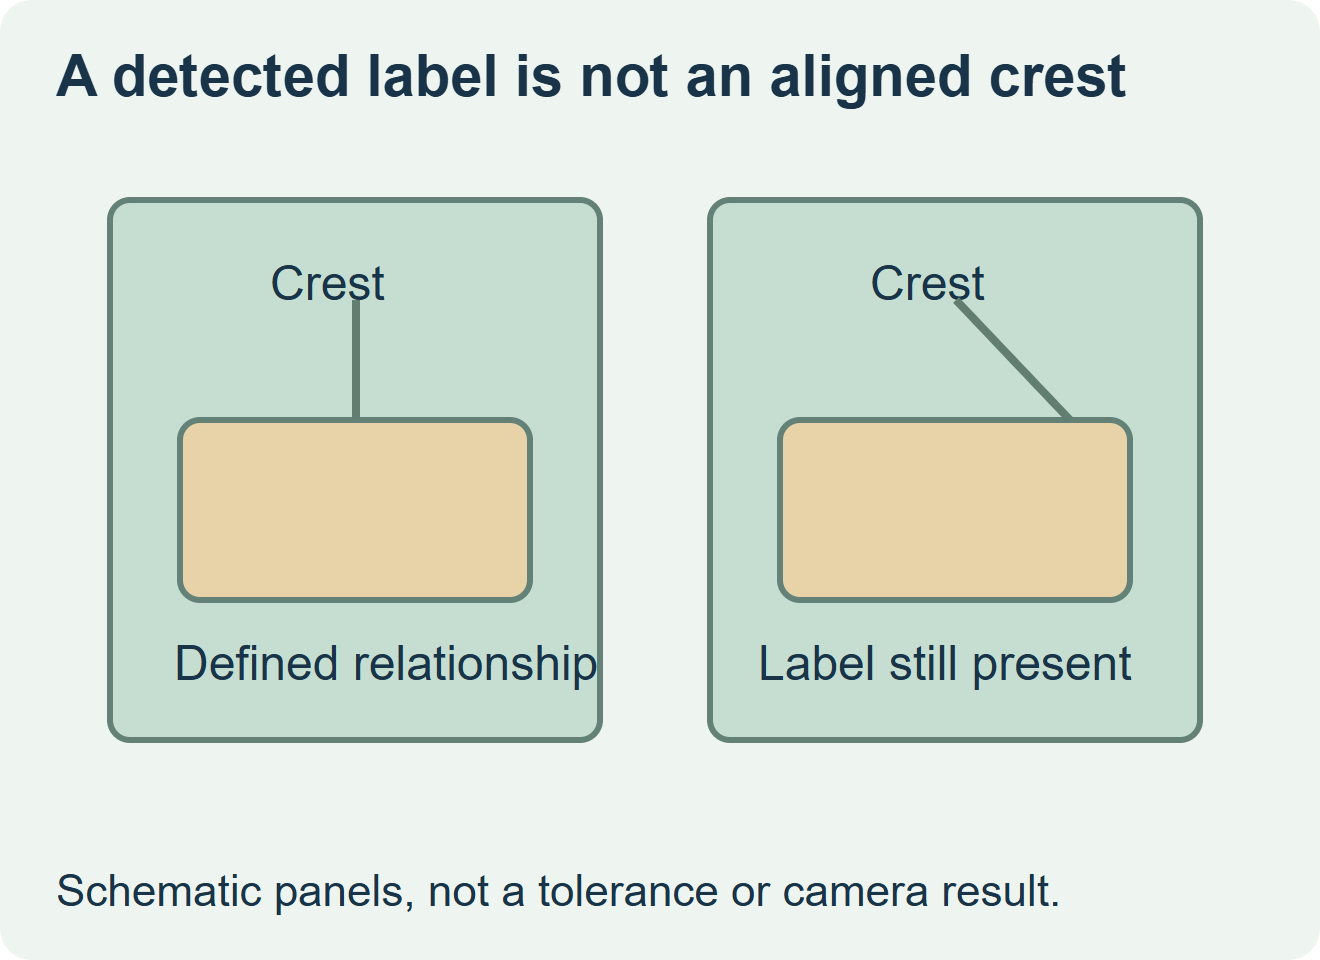 A detected label is not an aligned crest
Crest
Crest
Defined relationship
Label still present
Schematic panels, not a tolerance or camera result.